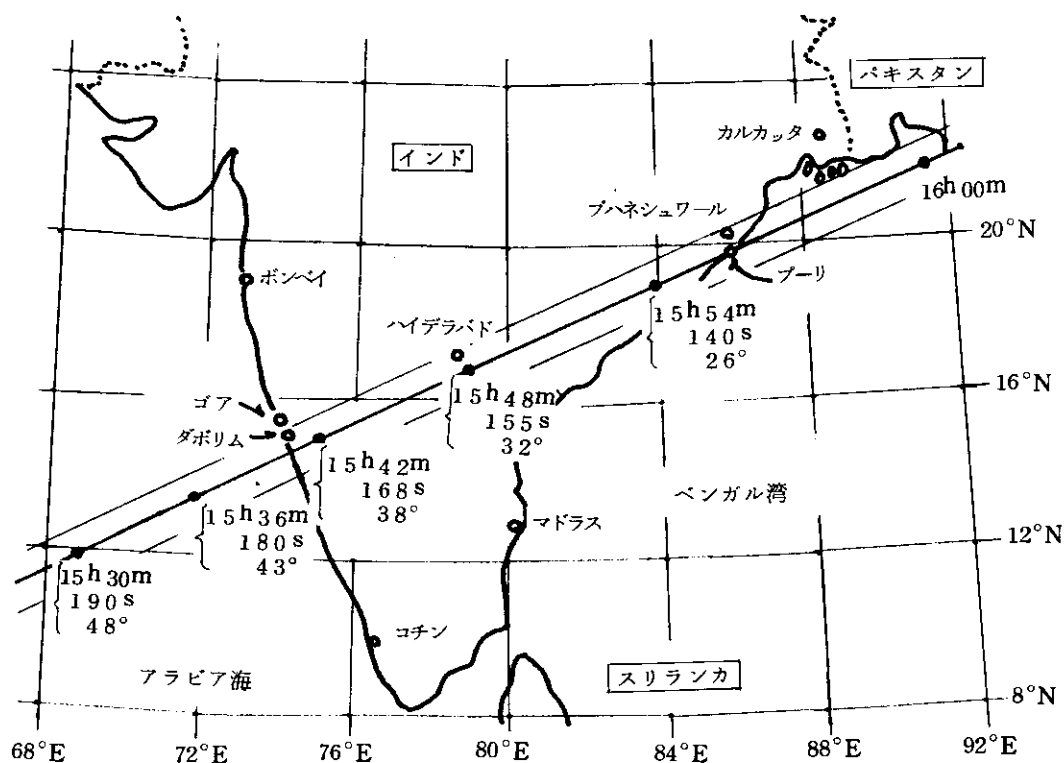 パキスタン
カルカッタ
インド
ブハネシュワール
16h00m
20°N
ボンベイ
プーリ
15h54m
140s
26°
ハイデラバド
16°N
15h48m
155s
32°
ゴア
ダボリム
15h42m
168s
38°
ベンガル湾
15h36m
180s
43°
マドラス
12°N
15h30m
190s
48°
コチン
アラビア海
スリランカ
8°N
68°E 72°E 76°E 80°E 84°E 88°E 92°E